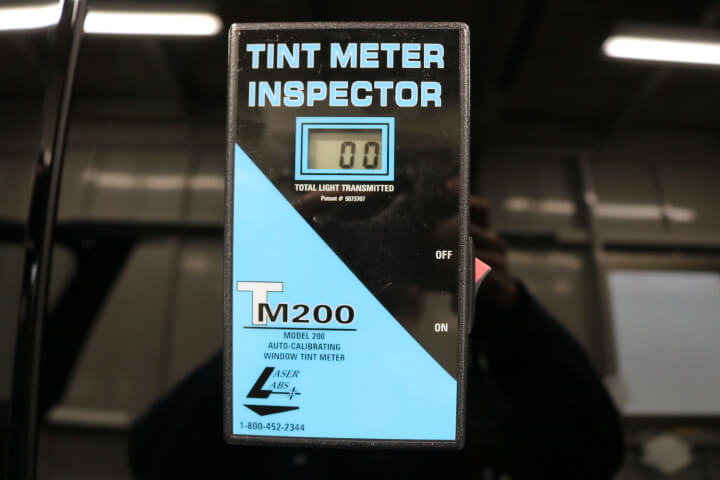 TINT METER
INSPECTOR
00
TOTAL LIGHT TRANSMITTED
Patent # 5073707
OFF
ON
TM200
MODEL 200
AUTO-CALIBRATING
WINDOW TINT METER
LASER
LABS
1-800-452-2344